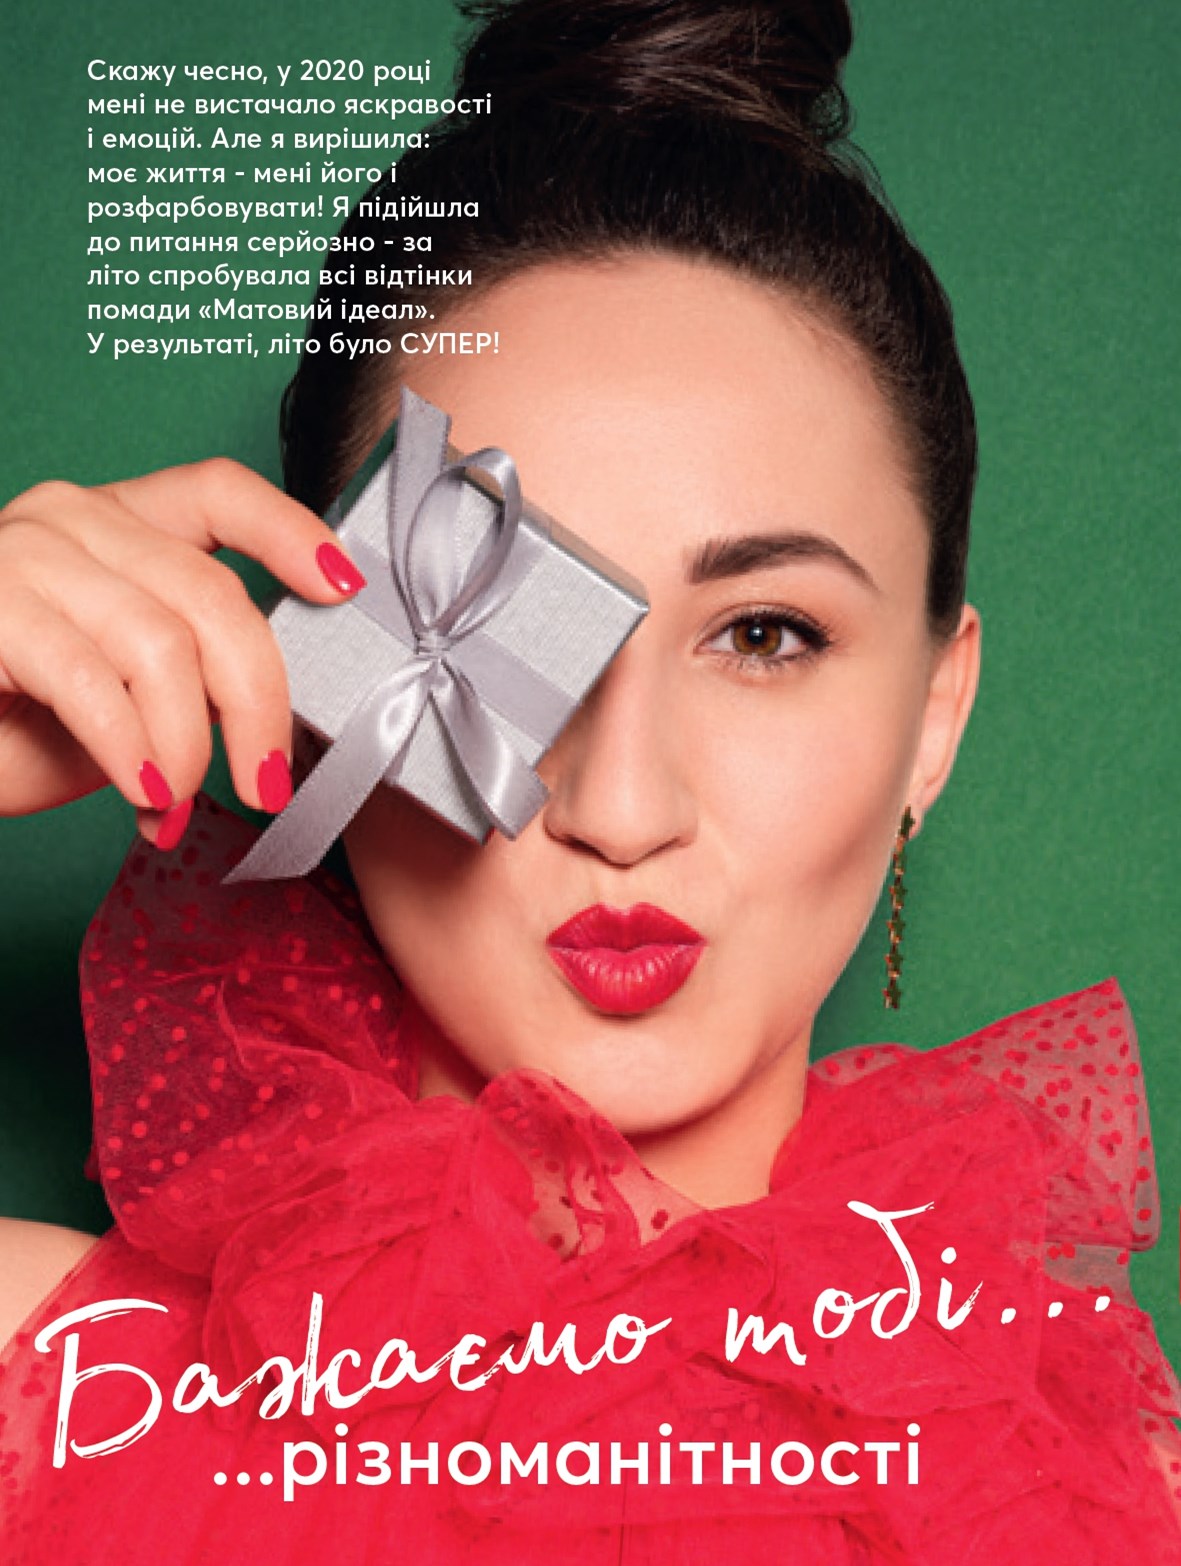 Скажу чесно, у 2020 році
мені не вистачало яскравості
і емоцій. Але я вирішила:
моє життя - мені його і
розфарбовувати! Я підійшла
до питання серйозно - за
літо спробувала всі відтінки
помади «Матовий ідеал».
У результаті, літо було СУПЕР!
Бажаємо тобі...
...різноманітності